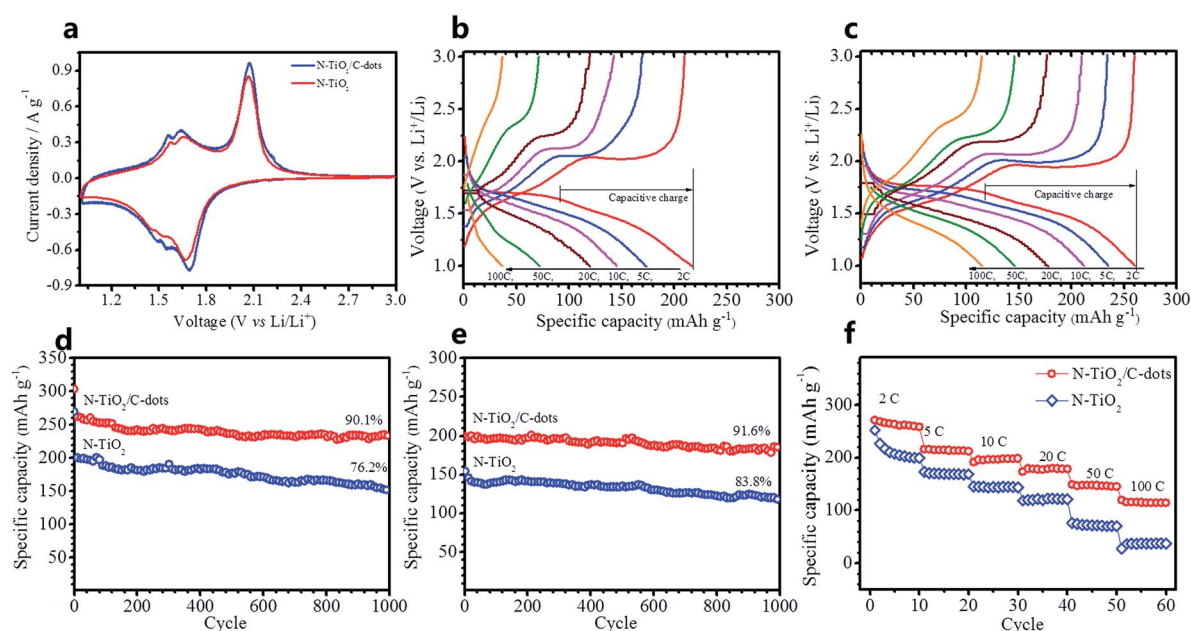 a
N-TiO2/C-dots
N-TiO2
Current density / A g-1
0.9
0.6
0.3
0.0
-0.3
-0.6
-0.9
1.2 1.5 1.8 2.1 2.4 2.7 3.0
Voltage (V vs Li/Li+)
b
Voltage (V vs. Li+/Li)
3.0
2.5
2.0
1.5
1.0
Capacitive charge
100C, 50C, 20C, 10C, 5C, 2C
0 50 100 150 200 250 300
Specific capacity (mAh g-1)
c
Voltage (V vs. Li+/Li)
3.0
2.5
2.0
1.5
1.0
Capacitive charge
100C, 50C, 20C, 10C, 5C, 2C
0 50 100 150 200 250 300
Specific capacity (mAh g-1)
d
Specific capacity (mAh g-1)
350
300
250
200
150
100
50
N-TiO2/C-dots
90.1%
N-TiO2
76.2%
0 200 400 600 800 1000
Cycle
e
Specific capacity (mAh g-1)
300
250
200
150
100
50
N-TiO2/C-dots
91.6%
N-TiO2
83.8%
0 200 400 600 800 1000
Cycle
f
Specific capacity (mAh g-1)
300
200
100
0
N-TiO2/C-dots
N-TiO2
2 C
5 C
10 C
20 C
50 C
100 C
0 10 20 30 40 50 60
Cycle